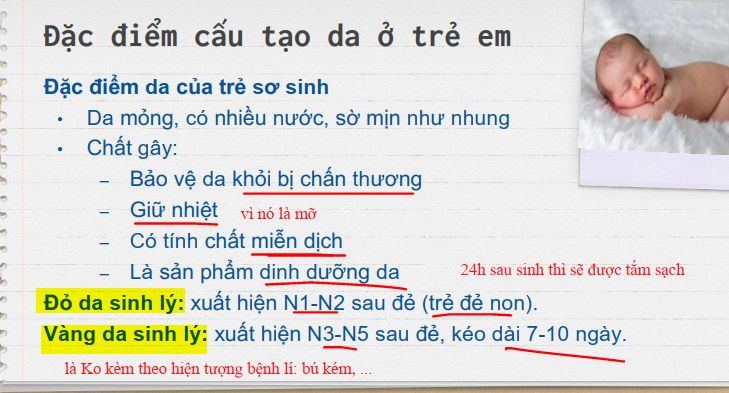 Đặc điểm cấu tạo da ở trẻ em
Đặc điểm da của trẻ sơ sinh
• Da mỏng, có nhiều nước, sờ mịn như nhung
• Chất gây:
– Bảo vệ da khỏi bị chấn thương
– Giữ nhiệt vì nó là mỡ
– Có tính chất miễn dịch
– Là sản phẩm dinh dưỡng da 24h sau sinh thì sẽ được tắm sạch
Đỏ da sinh lý: xuất hiện N1-N2 sau đẻ (trẻ đẻ non).
Vàng da sinh lý: xuất hiện N3-N5 sau đẻ, kéo dài 7-10 ngày.
là Ko kèm theo hiện tượng bệnh lí: bú kém, ...